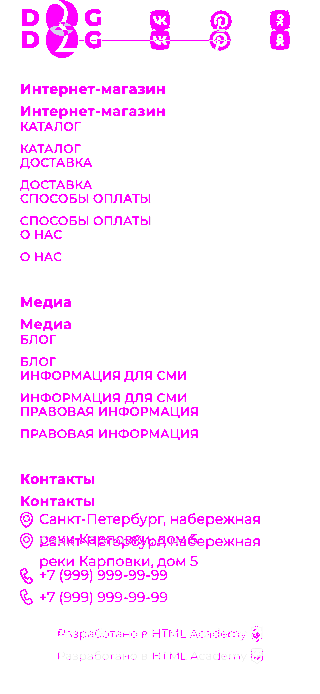 D G
D G
Интернет-магазин
Интернет-магазин
КАТАЛОГ
КАТАЛОГ
ДОСТАВКА
ДОСТАВКА
СПОСОБЫ ОПЛАТЫ
СПОСОБЫ ОПЛАТЫ
О НАС
О НАС
Медиа
Медиа
БЛОГ
БЛОГ
ИНФОРМАЦИЯ ДЛЯ СМИ
ИНФОРМАЦИЯ ДЛЯ СМИ
ПРАВОВАЯ ИНФОРМАЦИЯ
ПРАВОВАЯ ИНФОРМАЦИЯ
Контакты
Контакты
Санкт-Петербург, набережная
реки Карповки, дом 5
Санкт-Петербург, набережная
реки Карповки, дом 5
+7 (999) 999-99-99
+7 (999) 999-99-99
Разработано в HTML Academy
Разработано в HTML Academy